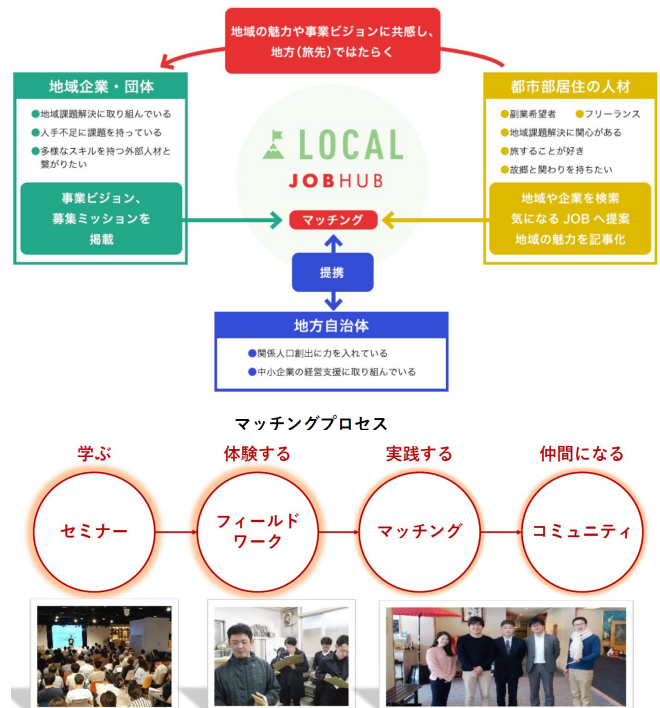 地域の魅力や事業ビジョンに共感し、
地方(旅先)ではたらく
地域企業・団体
●地域課題解決に取り組んでいる
●人手不足に課題を持っている
●多様なスキルを持つ外部人材と
繋がりたい
事業ビジョン、
募集ミッションを
掲載
LOCAL
JOBHUB
マッチング
都市部居住の人材
●副業希望者 ●フリーランス
●地域課題解決に関心がある
●旅することが好き
●故郷と関わりを持ちたい
地域や企業を検索
気になる JOB へ提案
地域の魅力を記事化
提携
地方自治体
●関係人口創出に力を入れている
●中小企業の経営支援に取り組んでいる
マッチングプロセス
学ぶ
体験する
実践する
仲間になる
セミナー
フィールド
ワーク
マッチング
コミュニティ